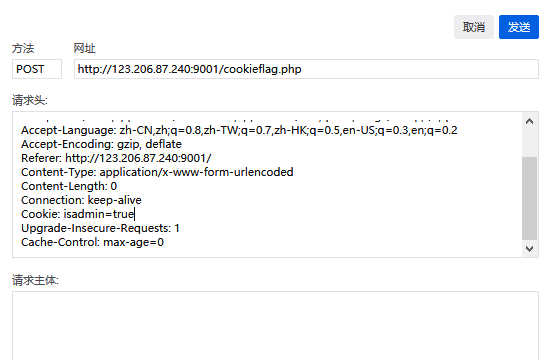 取消 发送
方法 网址
POST http://123.206.87.240:9001/cookieflag.php
请求头:
Accept-Language: zh-CN,zh;q=0.8,zh-TW;q=0.7,zh-HK;q=0.5,en-US;q=0.3,en;q=0.2
Accept-Encoding: gzip, deflate
Referer: http://123.206.87.240:9001/
Content-Type: application/x-www-form-urlencoded
Content-Length: 0
Connection: keep-alive
Cookie: isadmin=true
Upgrade-Insecure-Requests: 1
Cache-Control: max-age=0
请求主体: